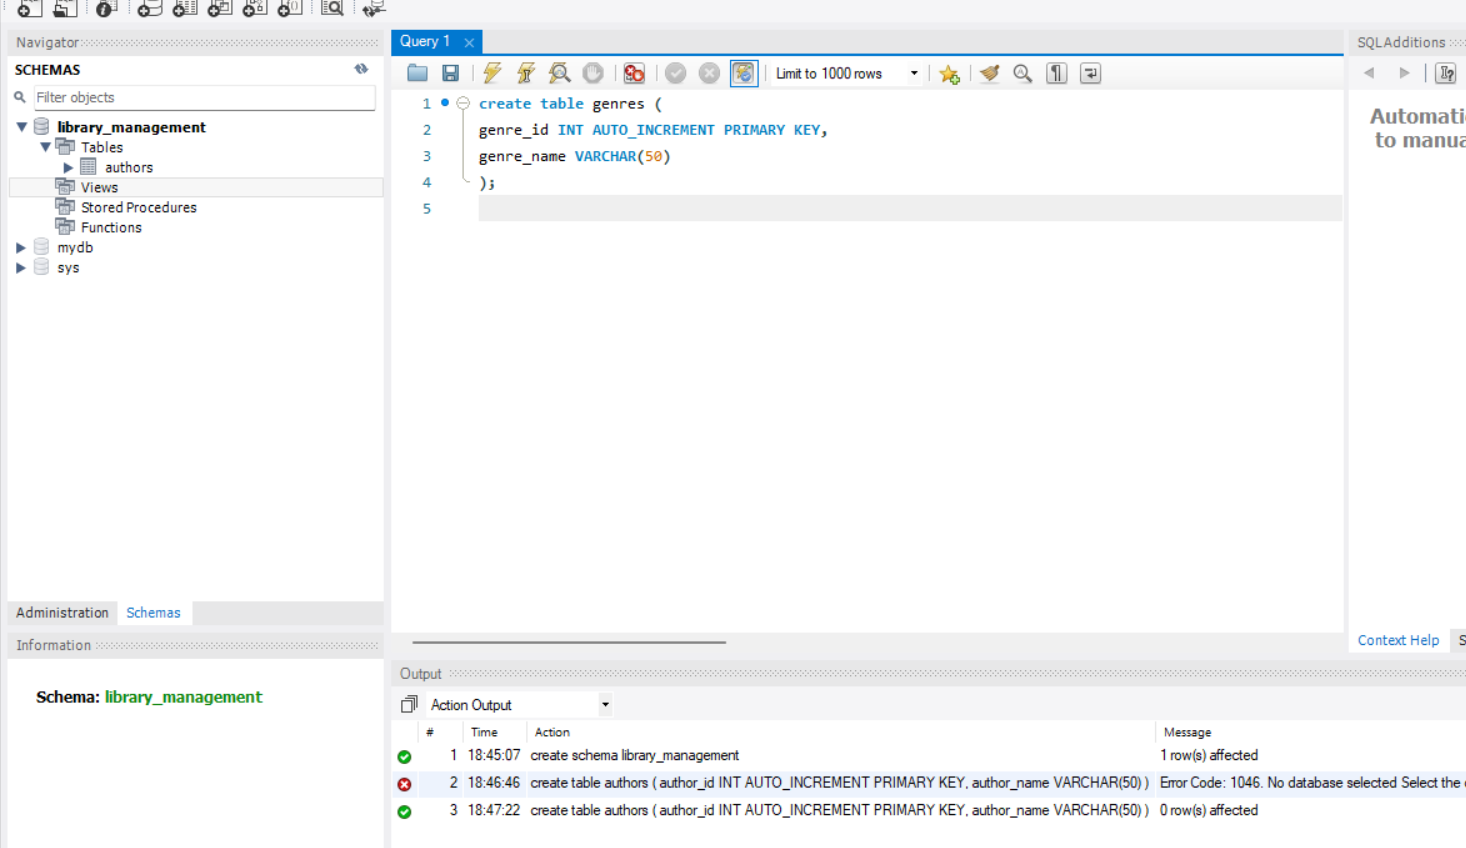 Navigator
SCHEMAS
Filter objects
library_management
Tables
authors
Views
Stored Procedures
Functions
mydb
sys
Administration Schemas
Information
Schema: library_management
Query 1
Limit to 1000 rows
1 create table genres (
2 genre_id INT AUTO_INCREMENT PRIMARY KEY,
3 genre_name VARCHAR(50)
4 );
5
SQLAdditions
Automati
to manua
Context Help S
Output
Action Output
# Time Action Message
1 18:45:07 create schema library_management 1 row(s) affected
2 18:46:46 create table authors ( author_id INT AUTO_INCREMENT PRIMARY KEY, author_name VARCHAR(50) ) Error Code: 1046. No database selected Select the
3 18:47:22 create table authors ( author_id INT AUTO_INCREMENT PRIMARY KEY, author_name VARCHAR(50) ) 0 row(s) affected